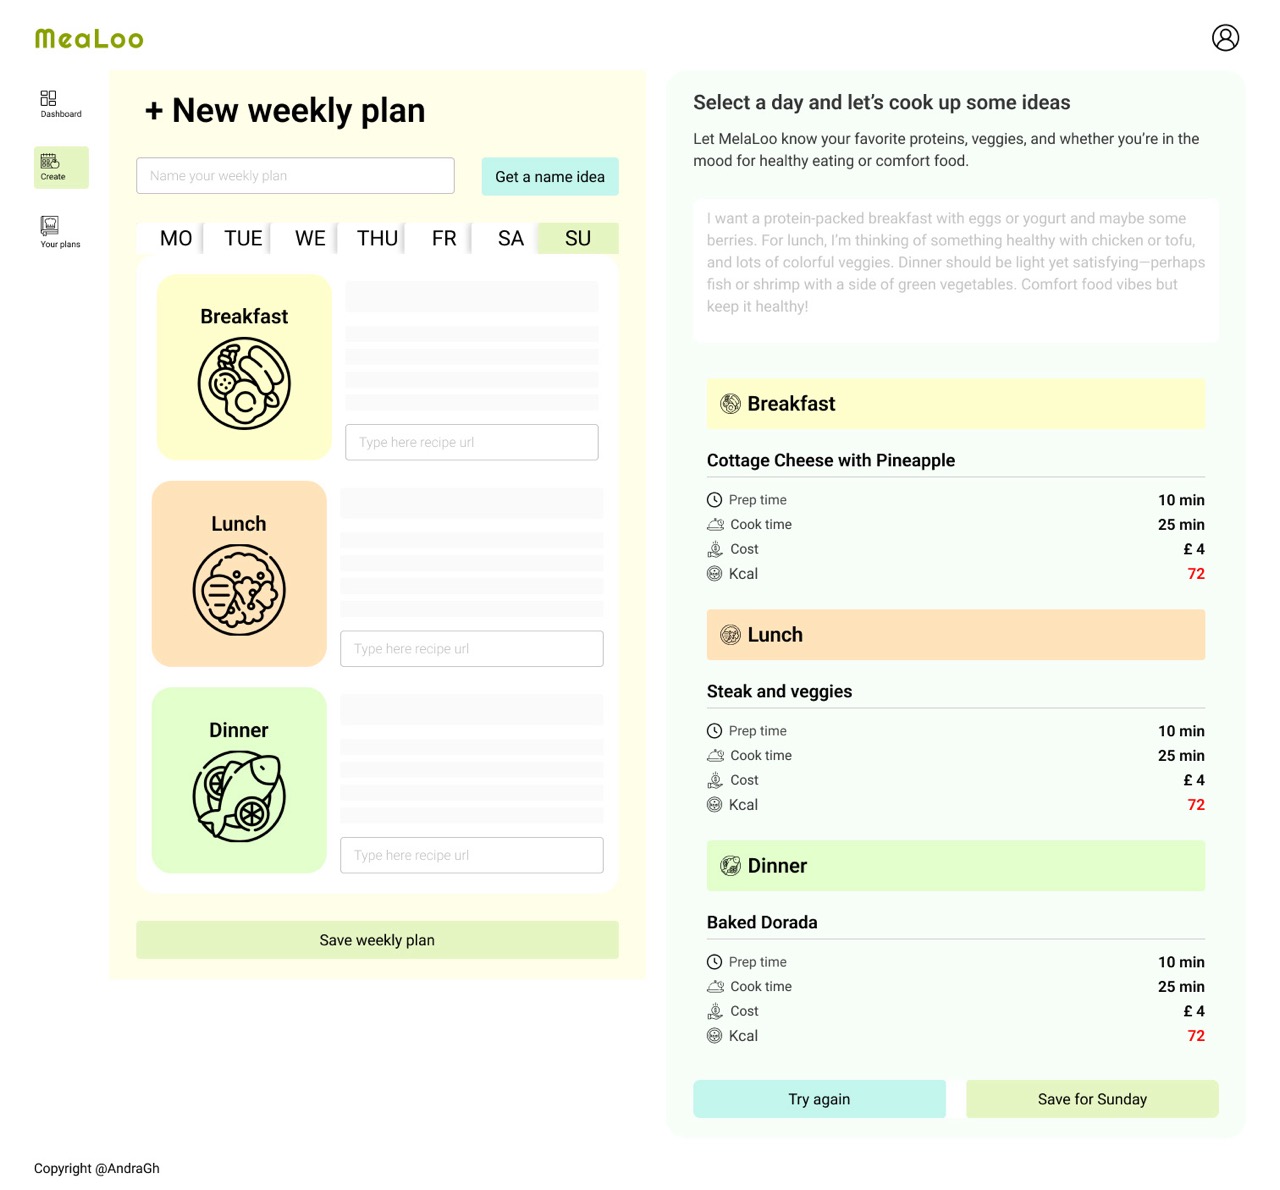 MeaLoo
Dashboard
Create
Your plans
+ New weekly plan
Name your weekly plan
Get a name idea
MO TUE WE THU FR SA SU
Breakfast
Type here recipe url
Lunch
Type here recipe url
Dinner
Type here recipe url
Save weekly plan
Select a day and let’s cook up some ideas
Let MelaLoo know your favorite proteins, veggies, and whether you’re in the
mood for healthy eating or comfort food.
I want a protein-packed breakfast with eggs or yogurt and maybe some
berries. For lunch, I’m thinking of something healthy with chicken or tofu,
and lots of colorful veggies. Dinner should be light yet satisfying—perhaps
fish or shrimp with a side of green vegetables. Comfort food vibes but
keep it healthy!
Breakfast
Cottage Cheese with Pineapple
Prep time 10 min
Cook time 25 min
Cost £ 4
Kcal 72
Lunch
Steak and veggies
Prep time 10 min
Cook time 25 min
Cost £ 4
Kcal 72
Dinner
Baked Dorada
Prep time 10 min
Cook time 25 min
Cost £ 4
Kcal 72
Try again
Save for Sunday
Copyright @AndraGh